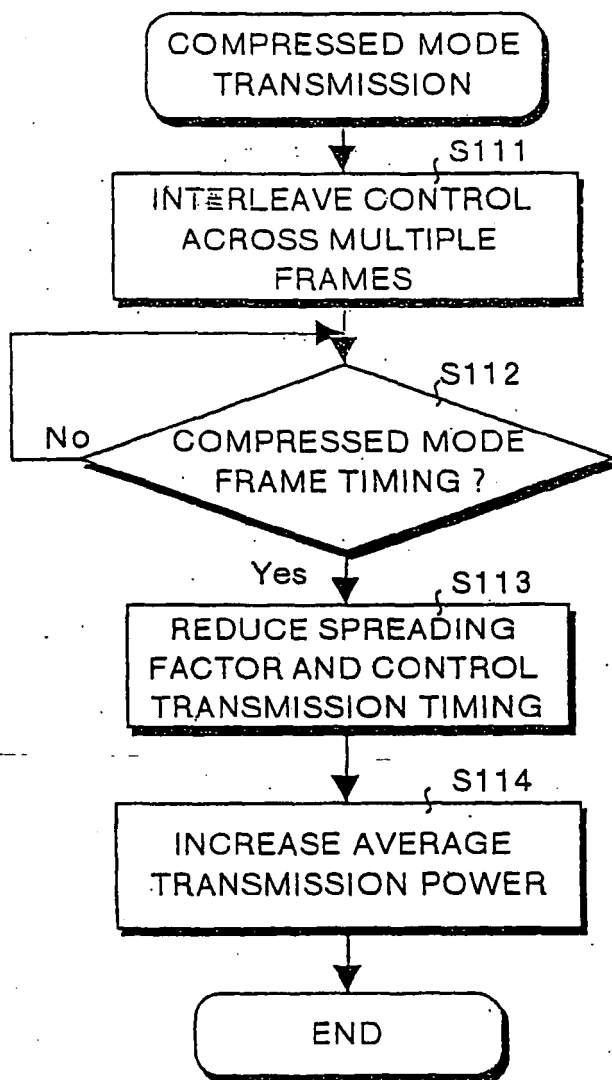 COMPRESSED MODE
TRANSMISSION
S111
INTERLEAVE CONTROL
ACROSS MULTIPLE
FRAMES
S112
No
COMPRESSED MODE
FRAME TIMING ?
Yes
S113
REDUCE SPREADING
FACTOR AND CONTROL
TRANSMISSION TIMING
S114
INCREASE AVERAGE
TRANSMISSION POWER
END